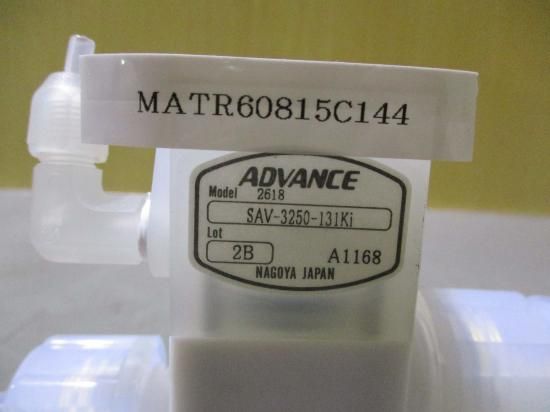 MATR60815C144
ADVANCE
Model 2618
SAV-3250-131Ki
Lot
2B A1168
NAGOYA JAPAN